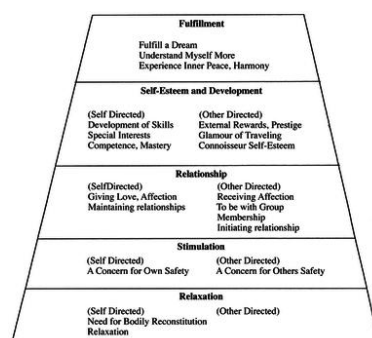 Fulfillment
Fulfill a Dream
Understand Myself More
Experience Inner Peace, Harmony
Self-Esteem and Development
(Self Directed) (Other Directed)
Development of Skills External Rewards, Prestige
Special Interests Glamour of Traveling
Competence, Mastery Connoisseur Self-Esteem
Relationship
(SelfDirected) (Other Directed)
Giving Love, Affection Receiving Affection
Maintaining relationships To be with Group
Membership
Initiating relationship
Stimulation
(Self Directed) (Other Directed)
A Concern for Own Safety A Concern for Others Safety
Relaxation
(Self Directed) (Other Directed)
Need for Bodily Reconstitution
Relaxation